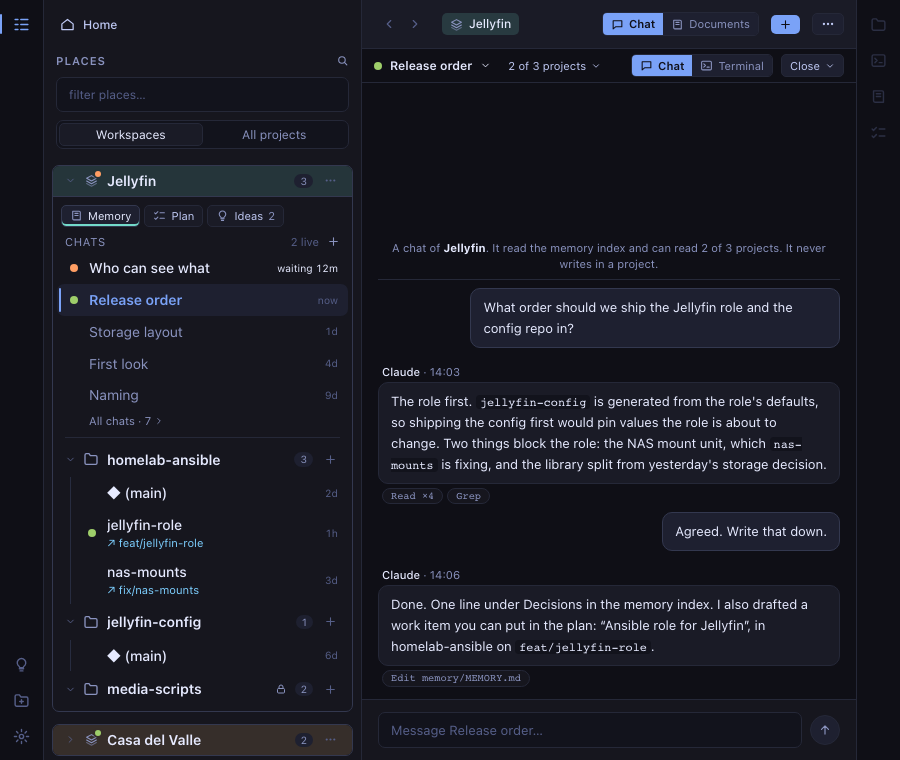 Home
PLACES
filter places...
Workspaces
All projects
Jellyfin
3
Memory
Plan
Ideas 2
CHATS
2 live
Who can see what
waiting 12m
Release order
now
Storage layout
1d
First look
4d
Naming
9d
All chats · 7
homelab-ansible
3
(main)
2d
jellyfin-role
1h
feat/jellyfin-role
nas-mounts
3d
fix/nas-mounts
jellyfin-config
1
(main)
6d
media-scripts
2
Casa del Valle
2
Jellyfin
Chat
Documents
Release order
2 of 3 projects
Chat
Terminal
Close
A chat of Jellyfin. It read the memory index and can read 2 of 3 projects. It never
writes in a project.
What order should we ship the Jellyfin role and the
config repo in?
Claude · 14:03
The role first. jellyfin-config is generated from the role's defaults,
so shipping the config first would pin values the role is about to
change. Two things block the role: the NAS mount unit, which nas-
mounts is fixing, and the library split from yesterday's storage decision.
Read ×4
Grep
Agreed. Write that down.
Claude · 14:06
Done. One line under Decisions in the memory index. I also drafted a
work item you can put in the plan: “Ansible role for Jellyfin”, in
homelab-ansible on feat/jellyfin-role.
Edit memory/MEMORY.md
Message Release order...